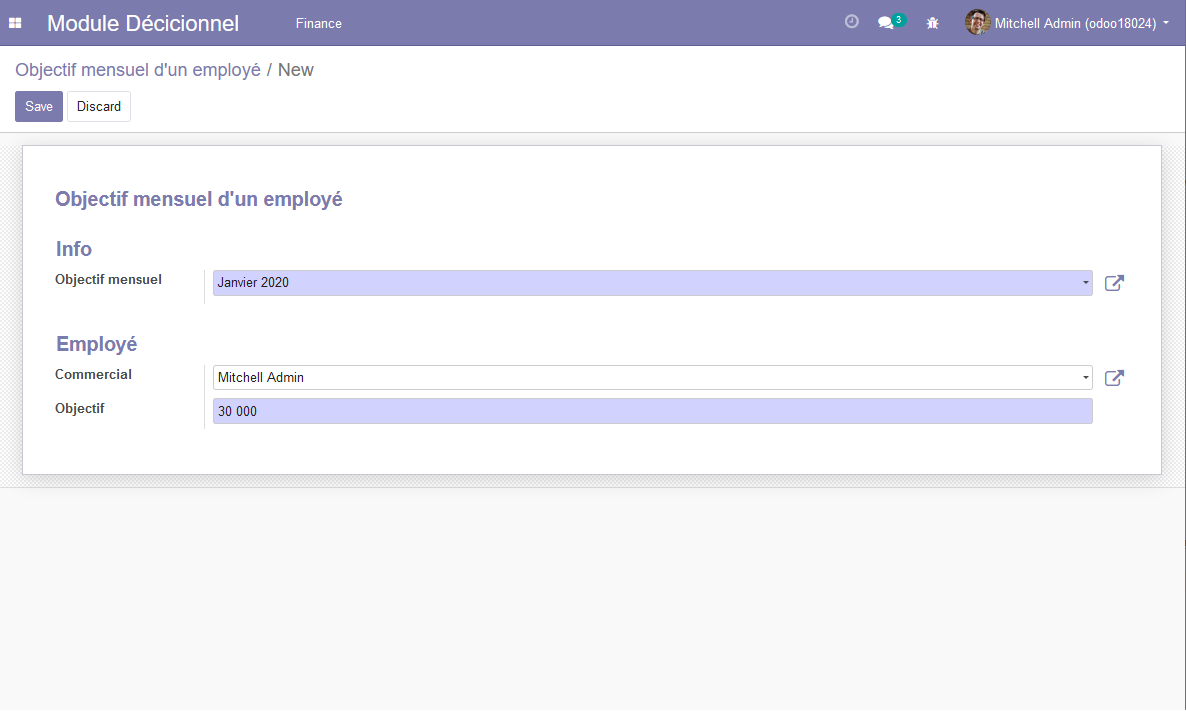 Module Décicionnel Finance 3 Mitchell Admin (odoo18024)
Objectif mensuel d'un employé / New
Save Discard
Objectif mensuel d'un employé
Info
Objectif mensuel Janvier 2020
Employé
Commercial Mitchell Admin
Objectif 30 000